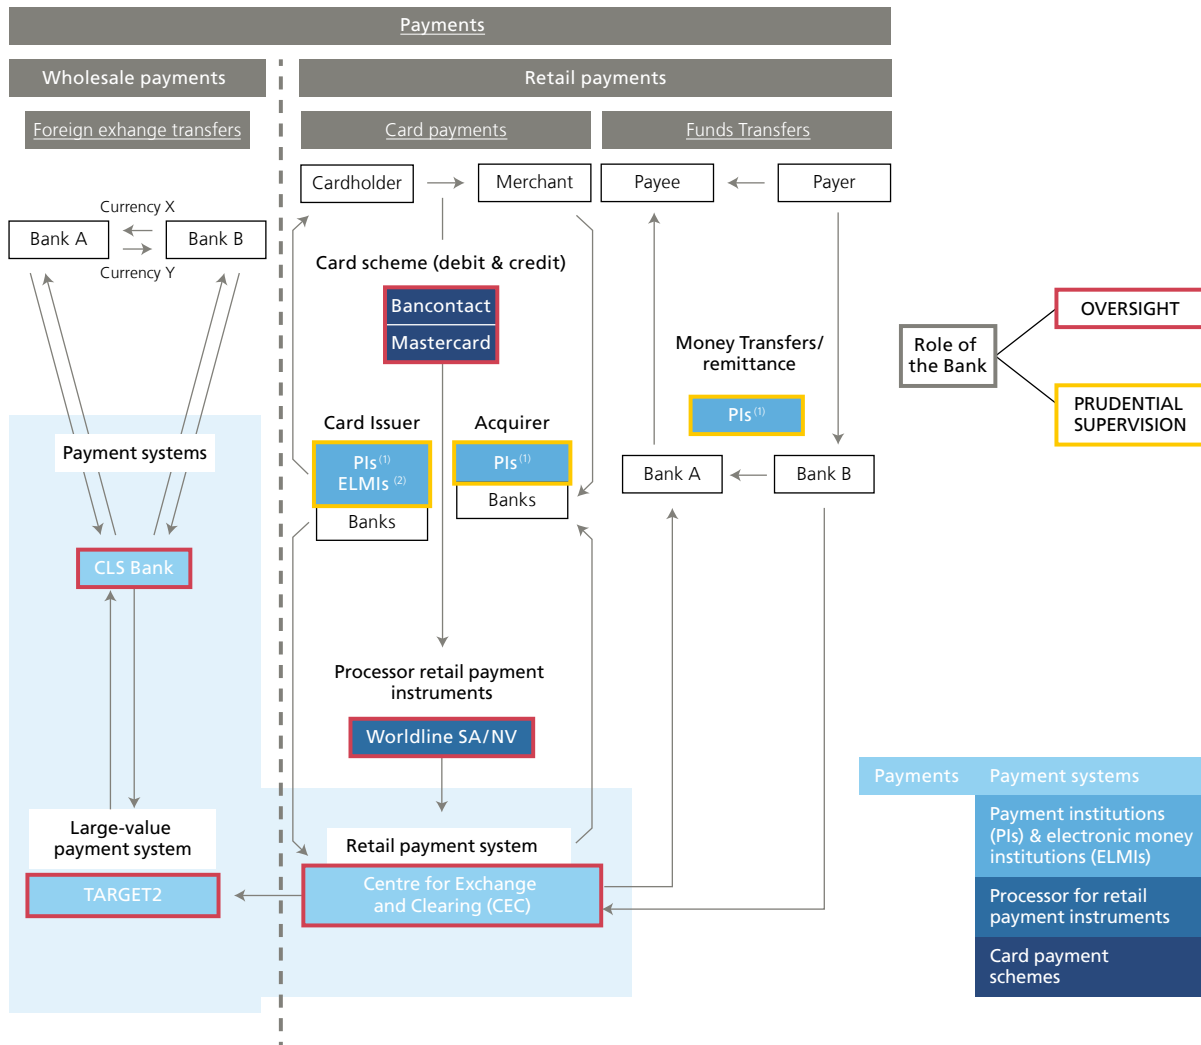 Payments
Wholesale payments
Retail payments
Foreign exhange transfers
Card payments
Funds Transfers
Cardholder
Merchant
Payee
Payer
Currency X
Bank A
Bank B
Currency Y
Card scheme (debit & credit)
Bancontact
Mastercard
Money Transfers/
remittance
PIs (1)
Role of
the Bank
OVERSIGHT
PRUDENTIAL
SUPERVISION
Card Issuer
Acquirer
PIs (1)
ELMIs (2)
Banks
PIs (1)
Banks
Bank A
Bank B
Payment systems
CLS Bank
Processor retail payment
instruments
Worldline SA/NV
Large-value
payment system
TARGET2
Retail payment system
Centre for Exchange
and Clearing (CEC)
Payments
Payment systems
Payment institutions
(PIs) & electronic money
institutions (ELMIs)
Processor for retail
payment instruments
Card payment
schemes